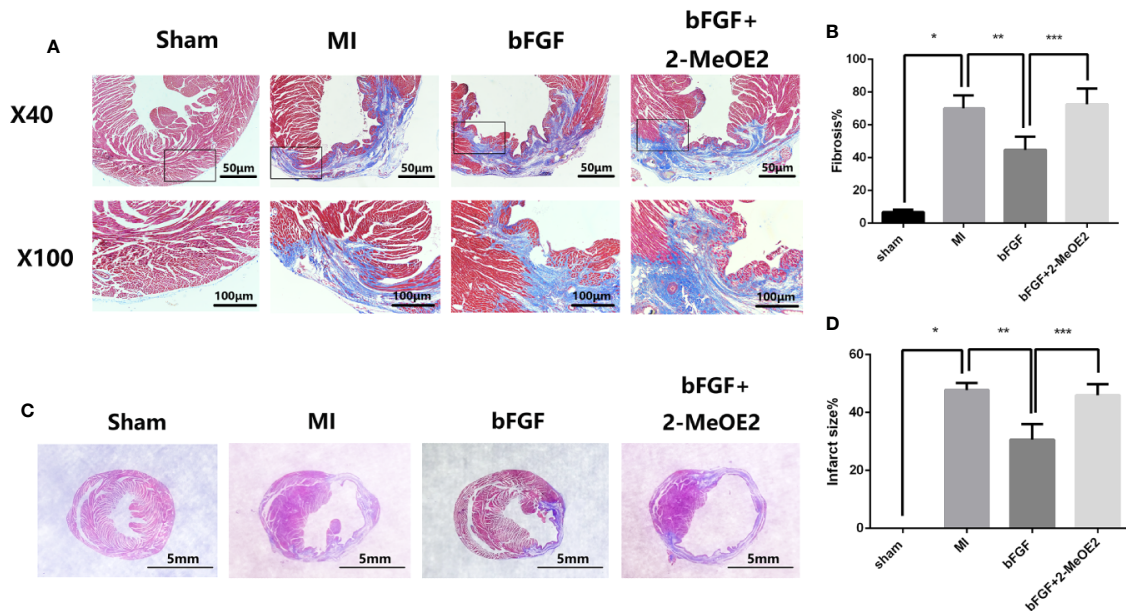 A
Sham
MI
bFGF
bFGF+
2-MeOE2
X40
50μm
50μm
50μm
50μm
X100
100μm
100μm
100μm
100μm
B
*
**
***
Fibrosis%
100
80
60
40
20
0
sham
MI
bFGF
bFGF+2-MeOE2
C
Sham
MI
bFGF
bFGF+
2-MeOE2
5mm
5mm
5mm
5mm
D
*
**
***
Infarct size%
60
40
20
0
sham
MI
bFGF
bFGF+2-MeOE2